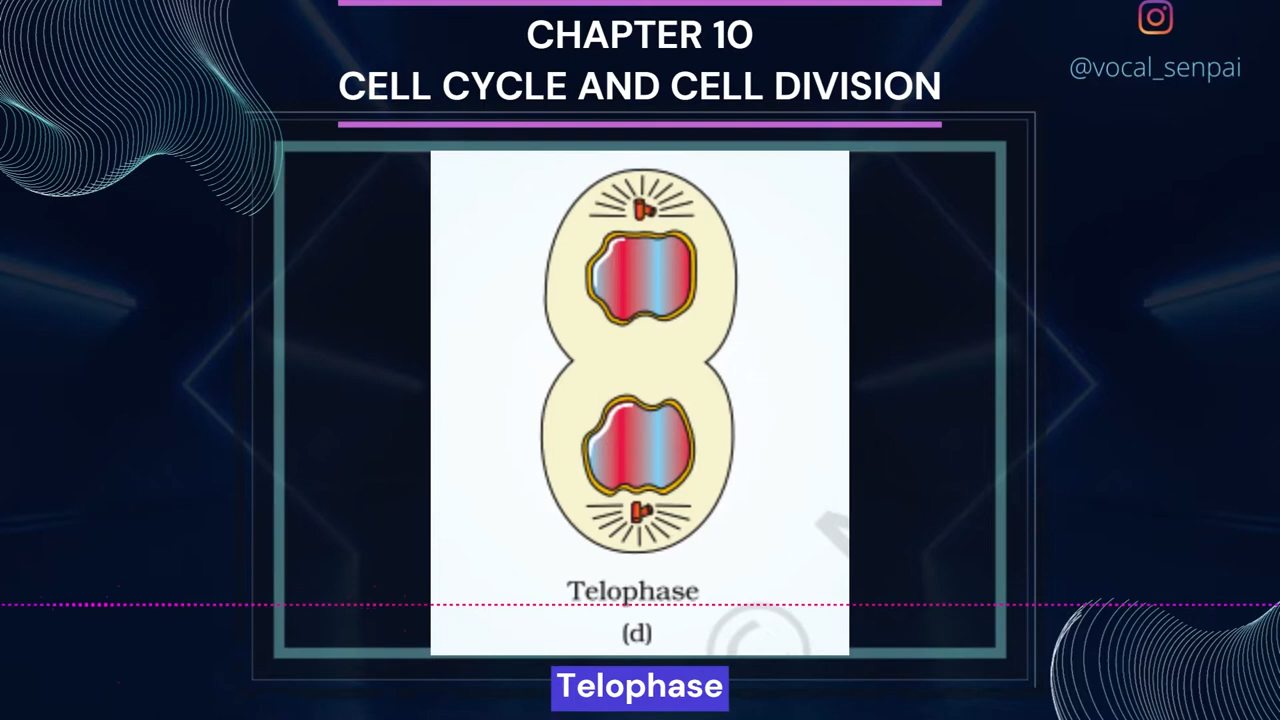 CHAPTER 10
CELL CYCLE AND CELL DIVISION
@vocal_senpai
Telophase
(d)
Telophase